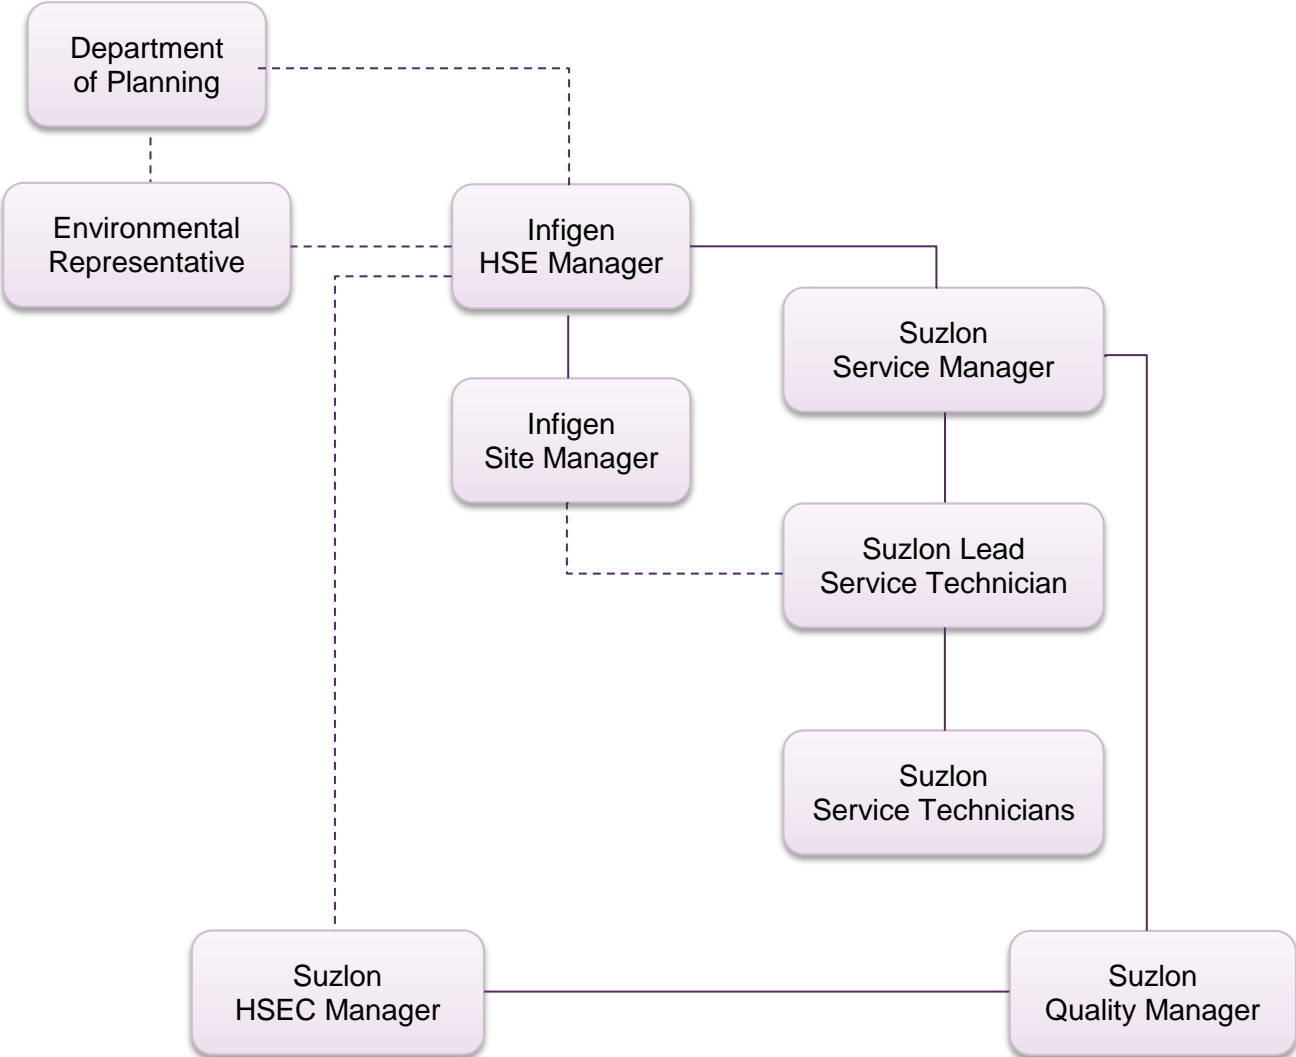 Department
of Planning
Environmental
Representative
Infigen
HSE Manager
Suzlon
Service Manager
Infigen
Site Manager
Suzlon Lead
Service Technician
Suzlon
Service Technicians
Suzlon
HSEC Manager
Suzlon
Quality Manager